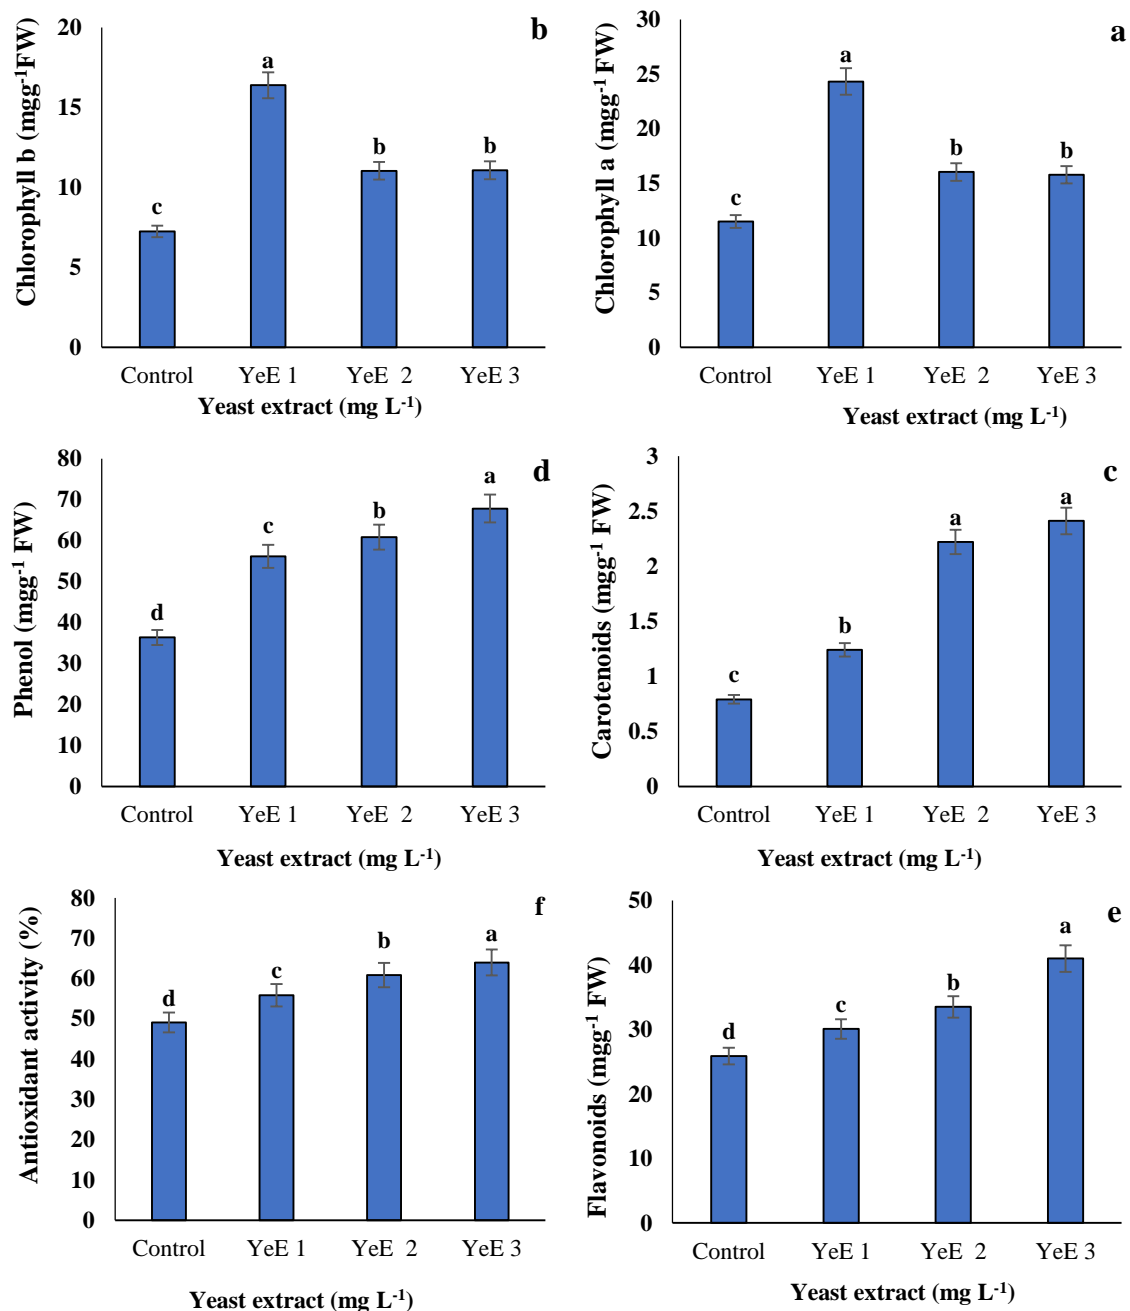 b
Chlorophyll b (mgg⁻¹FW)
20
15
10
5
0
c
a
b
b
Control YeE 1 YeE 2 YeE 3
Yeast extract (mg L⁻¹)
a
Chlorophyll a (mgg⁻¹ FW)
30
25
20
15
10
5
0
c
a
b
b
Control YeE 1 YeE 2 YeE 3
Yeast extract (mg L⁻¹)
d
Phenol (mgg⁻¹ FW)
80
70
60
50
40
30
20
10
0
d
c
b
a
Control YeE 1 YeE 2 YeE 3
Yeast extract (mg L⁻¹)
c
Carotenoids (mgg⁻¹ FW)
3
2.5
2
1.5
1
0.5
0
c
b
a
a
Control YeE 1 YeE 2 YeE 3
Yeast extract (mg L⁻¹)
f
Antioxidant activity (%)
80
70
60
50
40
30
20
10
0
d
c
b
a
Control YeE 1 YeE 2 YeE 3
Yeast extract (mg L⁻¹)
e
Flavonoids (mgg⁻¹ FW)
50
40
30
20
10
0
d
c
b
a
Control YeE 1 YeE 2 YeE 3
Yeast extract (mg L⁻¹)